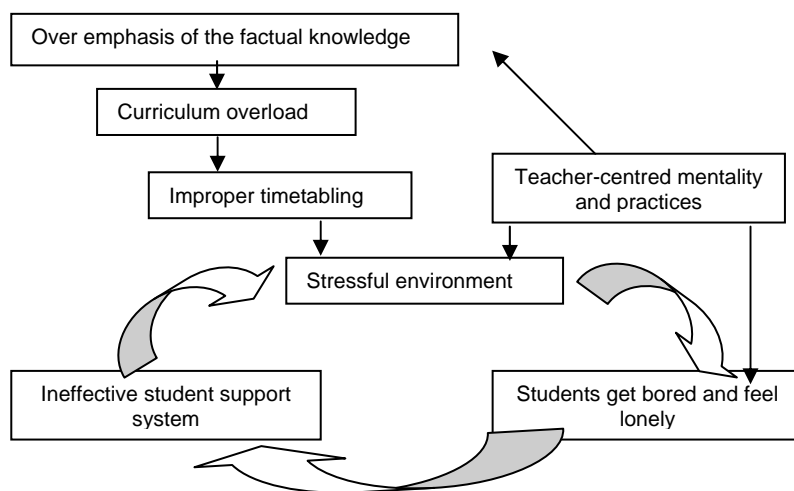 Over emphasis of the factual knowledge
Curriculum overload
Improper timetabling
Teacher-centred mentality
and practices
Stressful environment
Ineffective student support
system
Students get bored and feel
lonely